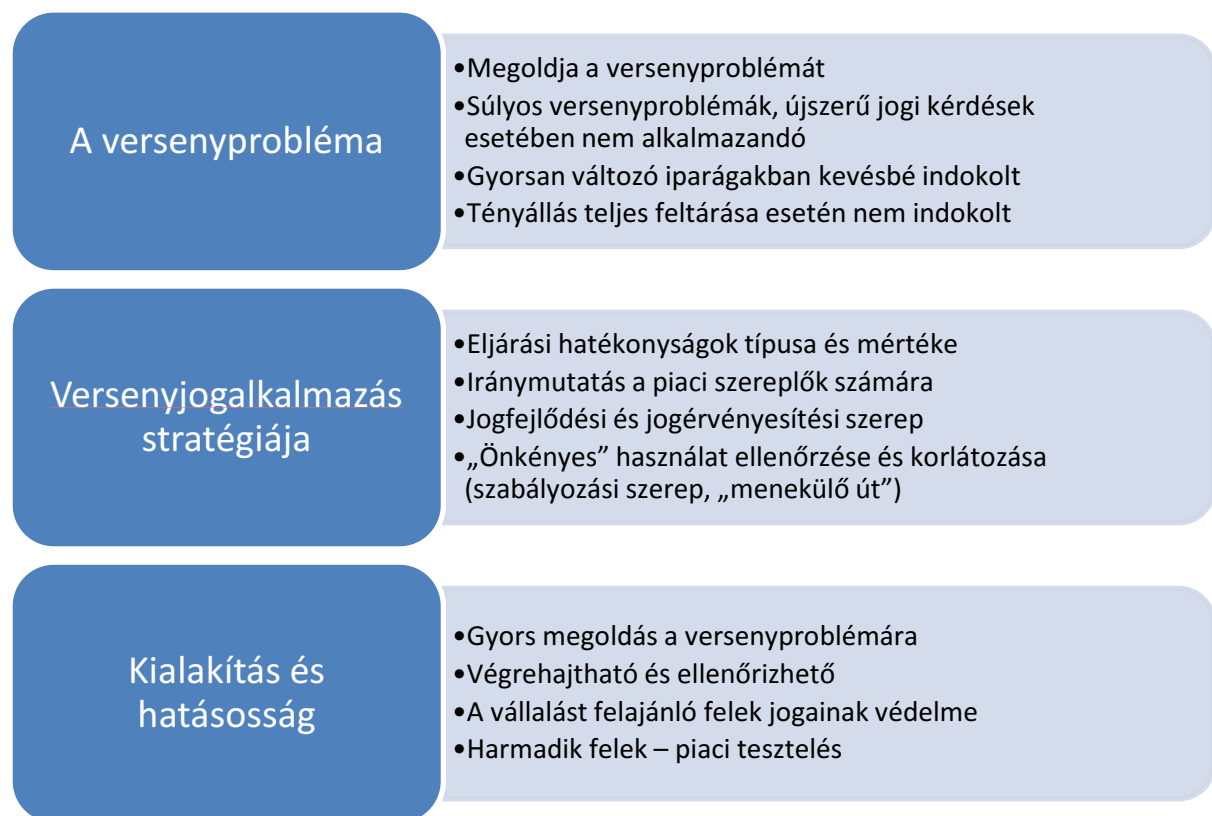 A versenyprobléma
•Megoldja a versenyproblémát
•Súlyos versenyproblémák, újszerű jogi kérdések
esetében nem alkalmazandó
•Gyorsan változó iparágakban kevésbé indokolt
•Tényállás teljes feltárása esetén nem indokolt
Versenyjogalkalmazás
stratégiája
•Eljárási hatékonyságok típusa és mértéke
•Iránymutatás a piaci szereplők számára
•Jogfejlődési és jogérvényesítési szerep
•„Önkényes” használat ellenőrzése és korlátozása
(szabályozási szerep, „menekülő út”)
Kialakítás és
hatásosság
•Gyors megoldás a versenyproblémára
•Végrehajtható és ellenőrizhető
•A vállalást felajánló felek jogainak védelme
•Harmadik felek – piaci tesztelés